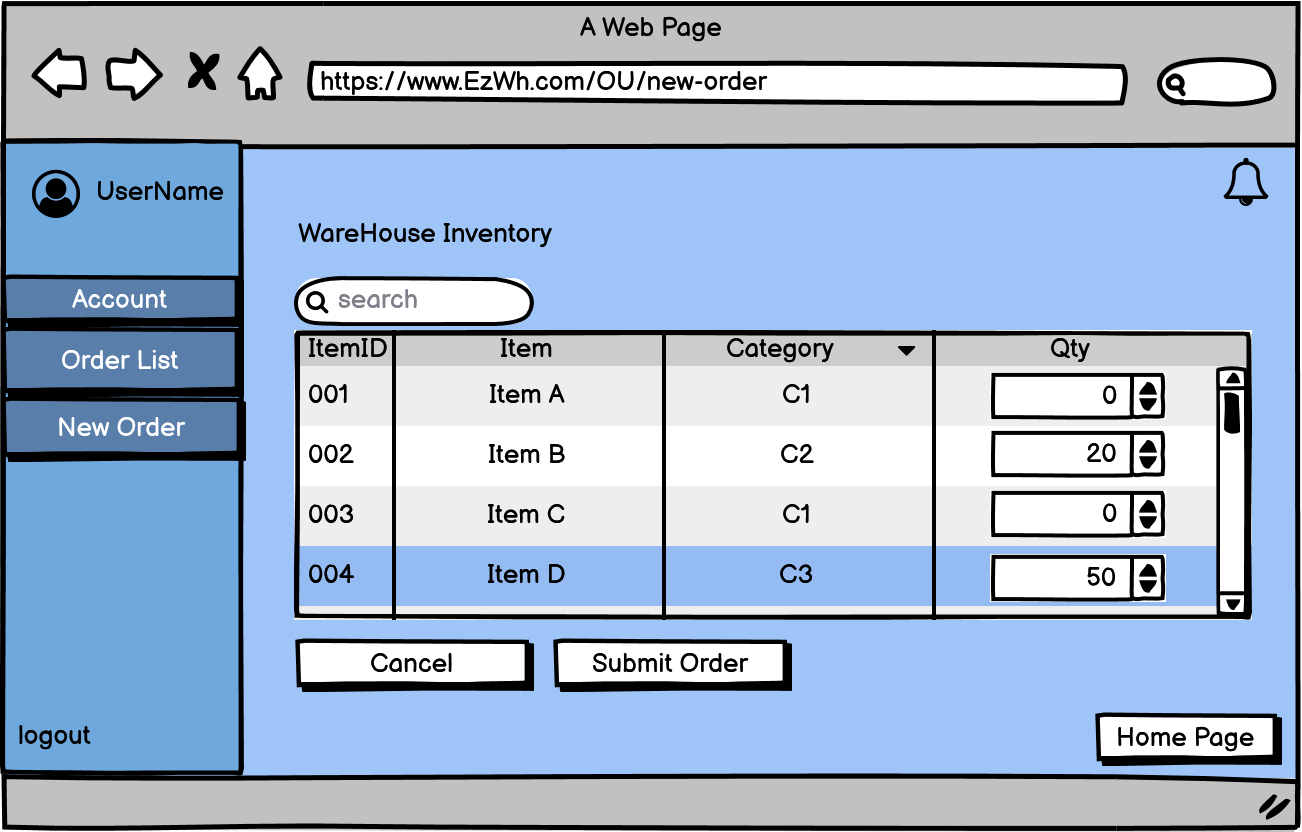 A Web Page
https://www.EzWh.com/OU/new-order
UserName
Account
Order List
New Order
logout
WareHouse Inventory
search
ItemID Item Category Qty
001 Item A C1 0
002 Item B C2 20
003 Item C C1 0
004 Item D C3 50
Cancel Submit Order
Home Page